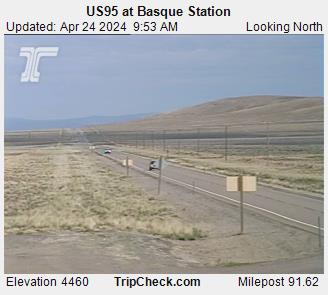 US95 at Basque Station
Updated: Apr 24 2024 9:53 AM Looking North
Elevation 4460 TripCheck.com Milepost 91.62